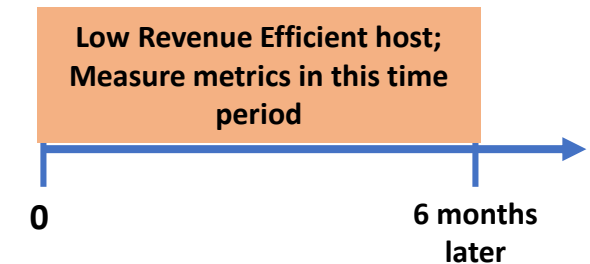 Low Revenue Efficient host;
Measure metrics in this time
period
0
6 months
later